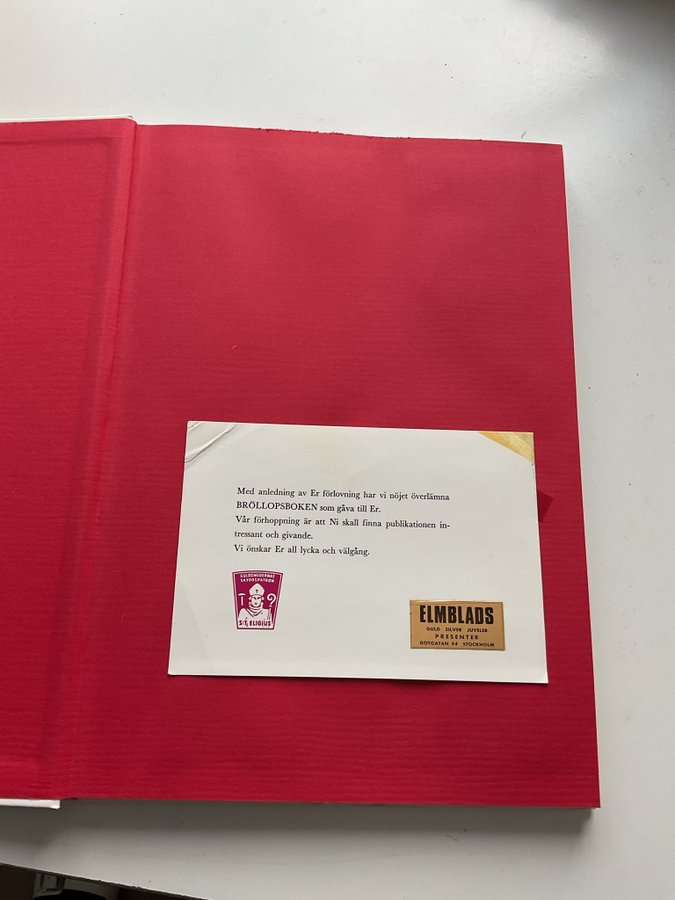 Med anledning av Er förlovning har vi nöjet överlämna
BRÖLLOPSBOKEN som gåva till Er.
Vår förhoppning är att Ni skall finna publikationen in-
tressant och givande.
Vi önskar Er all lycka och välgång.
GULDSMEDERNAS
SKYDDSPATRON
S:T. ELIGIUS
ELMBLADS
GULD SILVER JUVELER
PRESENTER
GÖTGATAN 94 STOCKHOLM